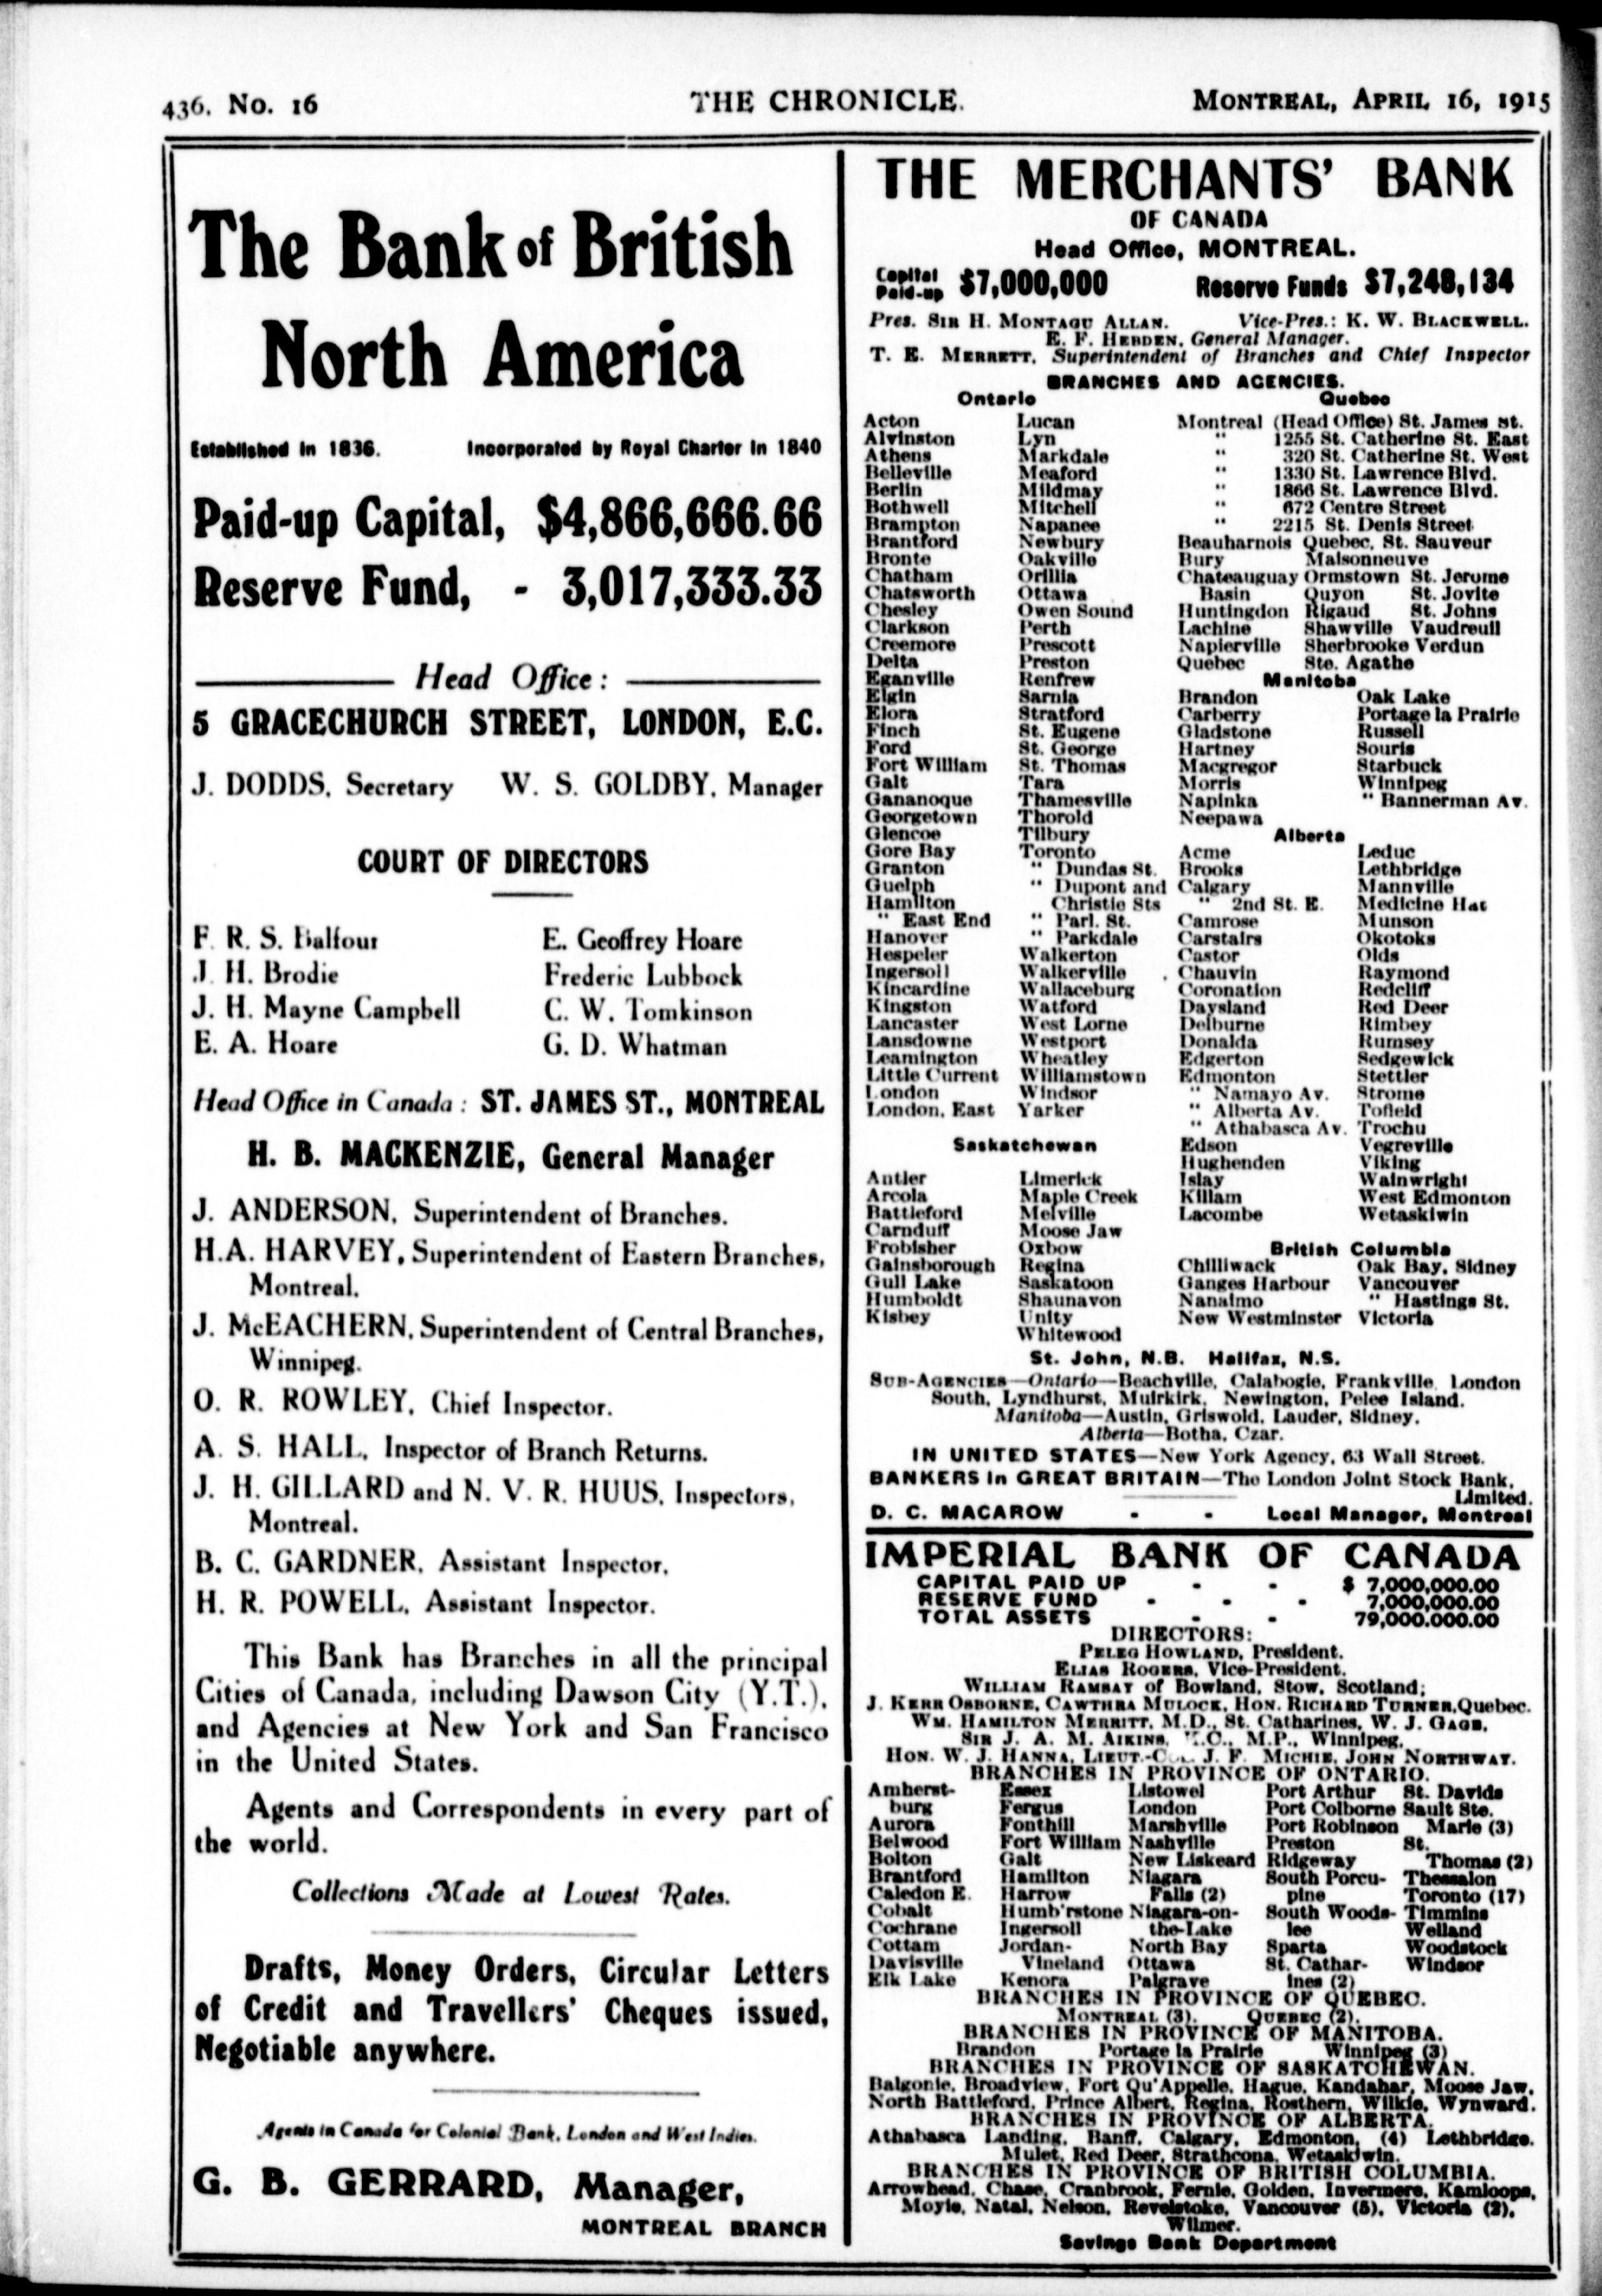 436. No. 16 THE CHRONICLE. MONTREAL, APRIL 16, 1915
The Bank of British
North America
Established in 1836. Incorporated by Royal Charter in 1840
Paid-up Capital, $4,866,666.66
Reserve Fund, - 3,017,333.33
Head Office:
5 GRACECHURCH STREET, LONDON, E.C.
J. DODDS, Secretary W. S. GOLDBY, Manager
COURT OF DIRECTORS
F. R. S. Balfour E. Geoffrey Hoare
J. H. Brodie Frederic Lubbock
J. H. Mayne Campbell C. W. Tomkinson
E. A. Hoare G. D. Whatman
Head Office in Canada: ST. JAMES ST., MONTREAL
H. B. MACKENZIE, General Manager
J. ANDERSON, Superintendent of Branches.
H.A. HARVEY, Superintendent of Eastern Branches,
Montreal.
J. McEACHERN, Superintendent of Central Branches,
Winnipeg.
O. R. ROWLEY, Chief Inspector.
A. S. HALL, Inspector of Branch Returns.
J. H. GILLARD and N. V. R. HUUS, Inspectors,
Montreal.
B. C. GARDNER, Assistant Inspector,
H. R. POWELL, Assistant Inspector.
This Bank has Branches in all the principal
Cities of Canada, including Dawson City (Y.T.),
and Agencies at New York and San Francisco
in the United States.
Agents and Correspondents in every part of
the world.
Collections Made at Lowest Rates.
Drafts, Money Orders, Circular Letters
of Credit and Travellers' Cheques issued,
Negotiable anywhere.
Agents in Canada for Colonial Bank, London and West Indies.
G. B. GERRARD, Manager,
MONTREAL BRANCH
THE MERCHANTS' BANK
OF CANADA
Head Office, MONTREAL.
Capital Paid-up $7,000,000 Reserve Funds $7,248,134
Pres. SIR H. MONTAGU ALLAN. Vice-Pres.: K. W. BLACKWELL.
E. F. HEBDEN, General Manager.
T. E. MERRETT, Superintendent of Branches and Chief Inspector
BRANCHES AND AGENCIES.
Ontario Quebec
Acton Lucan Montreal (Head Office) St. James st.
Alvinston Lyn " 1255 St. Catherine St. East
Athens Markdale " 320 St. Catherine St. West
Belleville Meaford " 1330 St. Lawrence Blvd.
Berlin Mildmay " 1866 St. Lawrence Blvd.
Bothwell Mitchell " 672 Centre Street
Brampton Napanee " 2215 St. Denis Street
Brantford Newbury Beauharnois Quebec, St. Sauveur
Bronte Oakville Bury Maisonneuve
Chatham Orillia Chateauguay Ormstown St. Jerome
Chatsworth Ottawa Basin Quyon St. Jovite
Chesley Owen Sound Huntingdon Rigaud St. Johns
Clarkson Perth Lachine Shawville Vaudreuil
Creemore Prescott Napierville Sherbrooke Verdun
Delta Preston Quebec Ste. Agathe
Eganville Renfrew Manitoba
Elgin Sarnia Brandon Oak Lake
Elora Stratford Carberry Portage la Prairie
Finch St. Eugene Gladstone Russell
Ford St. George Hartney Souris
Fort William St. Thomas Macgregor Starbuck
Galt Tara Morris Winnipeg
Gananoque Thamesville Napinka " Bannerman Av.
Georgetown Thorold Neepawa
Glencoe Tilbury Alberta
Gore Bay Toronto Acme Leduc
Granton " Dundas St. Brooks Lethbridge
Guelph " Dupont and Calgary Mannville
Hamilton Christie Sts " 2nd St. E. Medicine Hat
" East End " Parl. St. Camrose Munson
Hanover " Parkdale Carstairs Okotoks
Hespeler Walkerton Castor Olds
Ingersoll Walkerville Chauvin Raymond
Kincardine Wallaceburg Coronation Redcliff
Kingston Watford Daysland Red Deer
Lancaster West Lorne Delburne Rimbey
Lansdowne Westport Donalda Rumsey
Leamington Wheatley Edgerton Sedgewick
Little Current Williamstown Edmonton Stettler
London Windsor " Namayo Av. Strome
London, East Yarker " Alberta Av. Tofield
" Athabasca Av. Trochu
Saskatchewan Edson Vegreville
Hughenden Viking
Antler Limerick Islay Wainwright
Arcola Maple Creek Killam West Edmonton
Battleford Melville Lacombe Wetaskiwin
Carnduff Moose Jaw
Frobisher Oxbow British Columbia
Gainsborough Regina Chilliwack Oak Bay, Sidney
Gull Lake Saskatoon Ganges Harbour Vancouver
Humboldt Shaunavon Nanaimo " Hastings St.
Kisbey Unity New Westminster Victoria
Whitewood
St. John, N.B. Halifax, N.S.
SUB-AGENCIES—Ontario—Beachville, Calabogie, Frankville, London
South, Lyndhurst, Muirkirk, Newington, Pelee Island.
Manitoba—Austin, Griswold, Lauder, Sidney.
Alberta—Botha, Czar.
IN UNITED STATES—New York Agency, 63 Wall Street.
BANKERS in GREAT BRITAIN—The London Joint Stock Bank,
Limited.
D. C. MACAROW - - Local Manager, Montreal
IMPERIAL BANK OF CANADA
CAPITAL PAID UP - - $ 7,000,000.00
RESERVE FUND - - - 7,000,000.00
TOTAL ASSETS - - 79,000.000.00
DIRECTORS:
PELEG HOWLAND, President.
ELIAS ROGERS, Vice-President.
WILLIAM RAMSAY of Bowland, Stow, Scotland;
J. KERR OSBORNE, CAWTHRA MULOCK, HON. RICHARD TURNER, Quebec.
WM. HAMILTON MERRITT, M.D., St. Catharines, W. J. GAGE,
SIR J. A. M. AIKINS, K.C., M.P., Winnipeg,
HON. W. J. HANNA, LIEUT.-COL. J. F. MICHIE, JOHN NORTHWAY.
BRANCHES IN PROVINCE OF ONTARIO.
Amherst- Essex Listowel Port Arthur St. Davids
burg Fergus London Port Colborne Sault Ste.
Aurora Fonthill Marshville Port Robinson Marie (3)
Belwood Fort William Nashville Preston St.
Bolton Galt New Liskeard Ridgeway Thomas (2)
Brantford Hamilton Niagara South Porcu- Thessalon
Caledon E. Harrow Falls (2) pine Toronto (17)
Cobalt Humb'rstone Niagara-on- South Woods- Timmins
Cochrane Ingersoll the-Lake lee Welland
Cottam Jordan- North Bay Sparta Woodstock
Davisville Vineland Ottawa St. Cathar- Windsor
Elk Lake Kenora Palgrave ines (2)
BRANCHES IN PROVINCE OF QUEBEC.
MONTREAL (3). QUEBEC (2).
BRANCHES IN PROVINCE OF MANITOBA.
Brandon Portage la Prairie Winnipeg (3)
BRANCHES IN PROVINCE OF SASKATCHEWAN.
Balgonie, Broadview, Fort Qu'Appelle, Hague, Kandahar, Moose Jaw,
North Battleford, Prince Albert, Regina, Rosthern, Wilkie, Wynward.
BRANCHES IN PROVINCE OF ALBERTA.
Athabasca Landing, Banff, Calgary, Edmonton, (4) Lethbridge.
Mulet, Red Deer, Strathcona, Wetaskiwin.
BRANCHES IN PROVINCE OF BRITISH COLUMBIA.
Arrowhead, Chase, Cranbrook, Fernie, Golden, Invermere, Kamloops,
Moyie, Natal, Nelson, Revelstoke, Vancouver (5), Victoria (2),
Wilmer.
Savings Bank Department